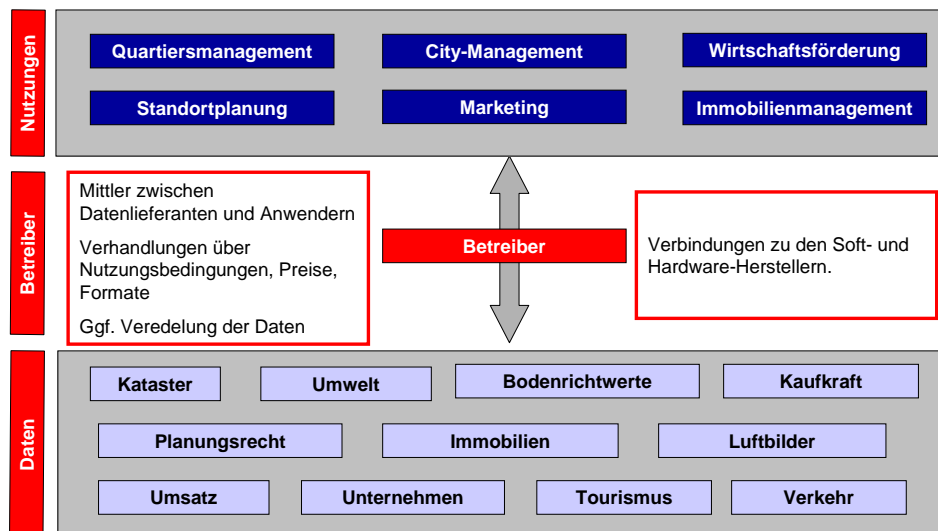 Nutzungen
Quartiersmanagement
City-Management
Wirtschaftsförderung
Standortplanung
Marketing
Immobilienmanagement
Betreiber
Mittler zwischen
Datenlieferanten und Anwendern
Verhandlungen über
Nutzungsbedingungen, Preise,
Formate
Ggf. Veredelung der Daten
Betreiber
Verbindungen zu den Soft- und
Hardware-Herstellern.
Daten
Kataster
Umwelt
Bodenrichtwerte
Kaufkraft
Planungsrecht
Immobilien
Luftbilder
Umsatz
Unternehmen
Tourismus
Verkehr